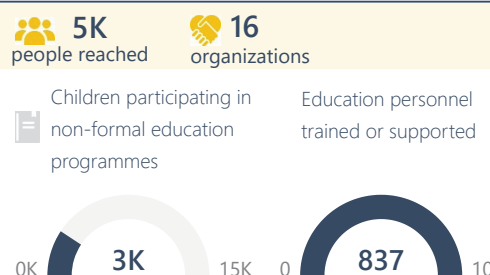 5K
people reached
16
organizations
Children participating in
non-formal education
programmes
Education personnel
trained or supported
0K
3K
15K
0
837